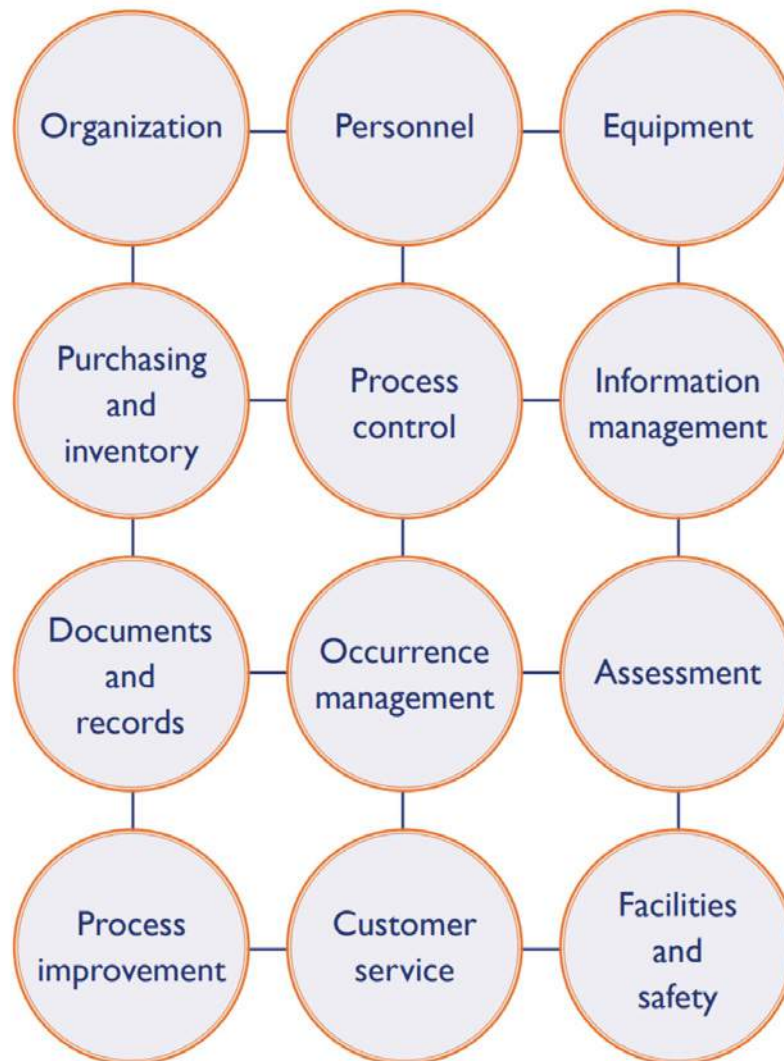 Organization
Personnel
Equipment
Purchasing
and
inventory
Process
control
Information
management
Documents
and
records
Occurrence
management
Assessment
Process
improvement
Customer
service
Facilities
and
safety